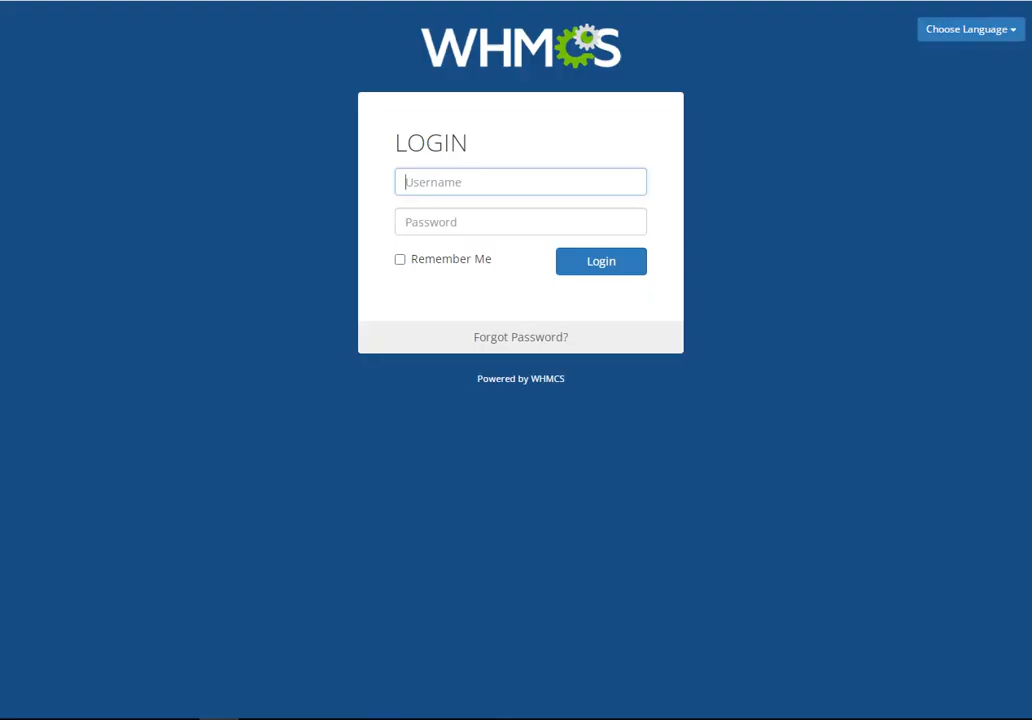 WHMCS
Choose Language
LOGIN
Username
Password
Remember Me
Login
Forgot Password?
Powered by WHMCS